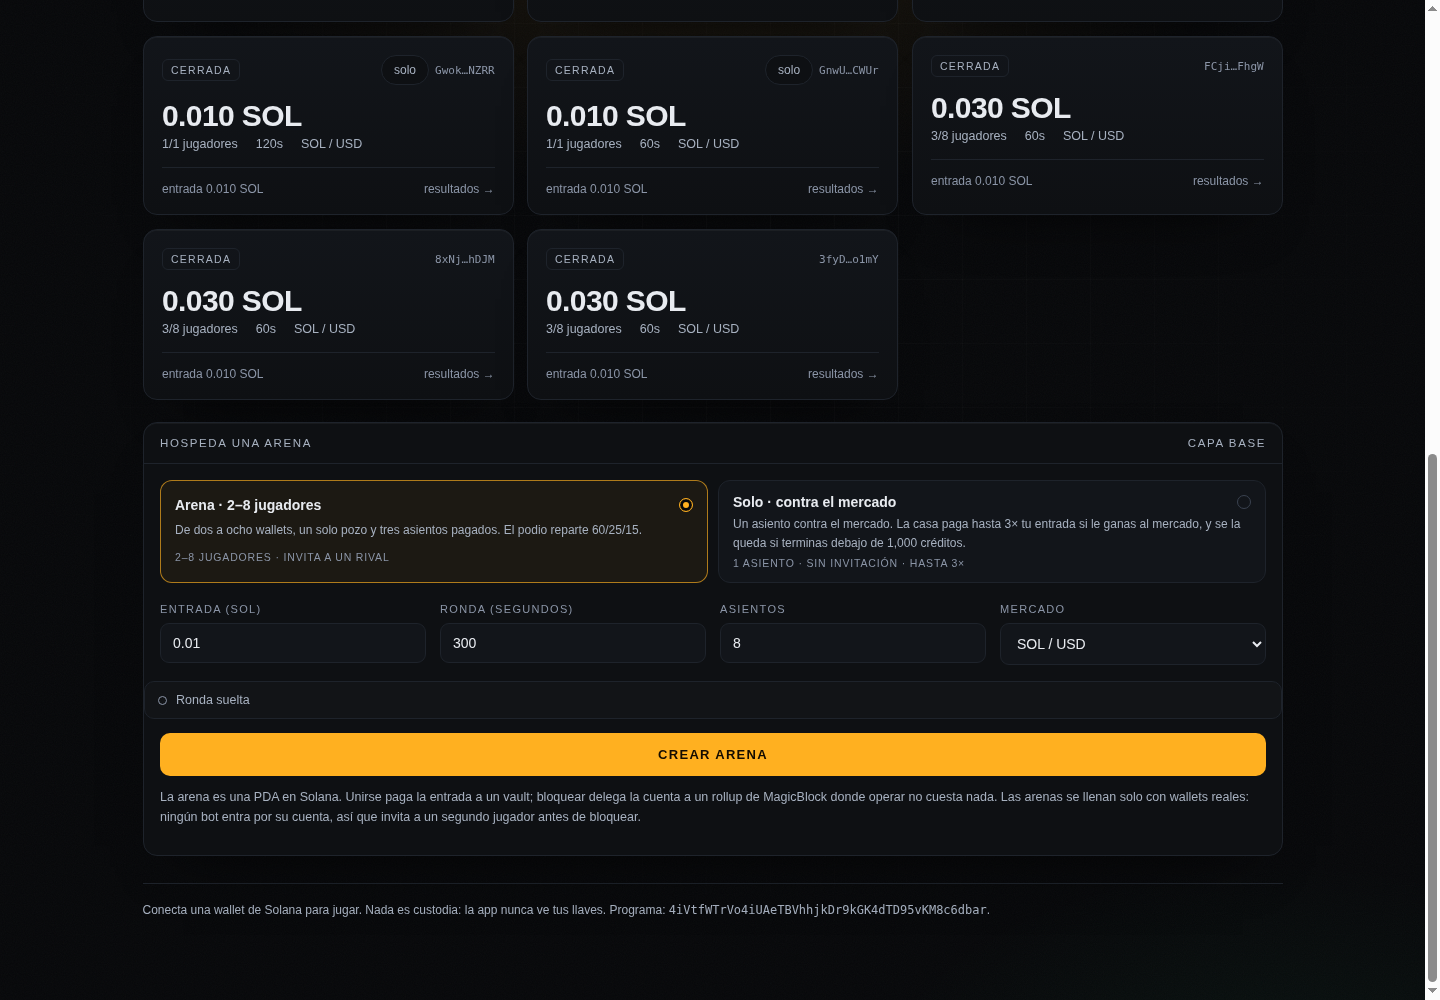 CERRADA solo Gwok…NZRR
0.010 SOL
1/1 jugadores 120s SOL / USD
entrada 0.010 SOL resultados →
CERRADA solo GnwU…CWUr
0.010 SOL
1/1 jugadores 60s SOL / USD
entrada 0.010 SOL resultados →
CERRADA FCji…FhgW
0.030 SOL
3/8 jugadores 60s SOL / USD
entrada 0.010 SOL resultados →
CERRADA 8xNj…hDJM
0.030 SOL
3/8 jugadores 60s SOL / USD
entrada 0.010 SOL resultados →
CERRADA 3fyD…o1mY
0.030 SOL
3/8 jugadores 60s SOL / USD
entrada 0.010 SOL resultados →
HOSPEDA UNA ARENA CAPA BASE
Arena · 2–8 jugadores
De dos a ocho wallets, un solo pozo y tres asientos pagados. El podio reparte 60/25/15.
2–8 JUGADORES · INVITA A UN RIVAL
Solo · contra el mercado
Un asiento contra el mercado. La casa paga hasta 3× tu entrada si le ganas al mercado, y se la
queda si terminas debajo de 1,000 créditos.
1 ASIENTO · SIN INVITACIÓN · HASTA 3×
ENTRADA (SOL) RONDA (SEGUNDOS) ASIENTOS MERCADO
0.01 300 8 SOL / USD
Ronda suelta
CREAR ARENA
La arena es una PDA en Solana. Unirse paga la entrada a un vault; bloquear delega la cuenta a un rollup de MagicBlock donde operar no cuesta nada. Las arenas se llenan solo con wallets reales:
ningún bot entra por su cuenta, así que invita a un segundo jugador antes de bloquear.
Conecta una wallet de Solana para jugar. Nada es custodia: la app nunca ve tus llaves. Programa: 4iVtfWTrVo4iUAeTBVhhjkDr9kGK4dTD95vKM8c6dbar.